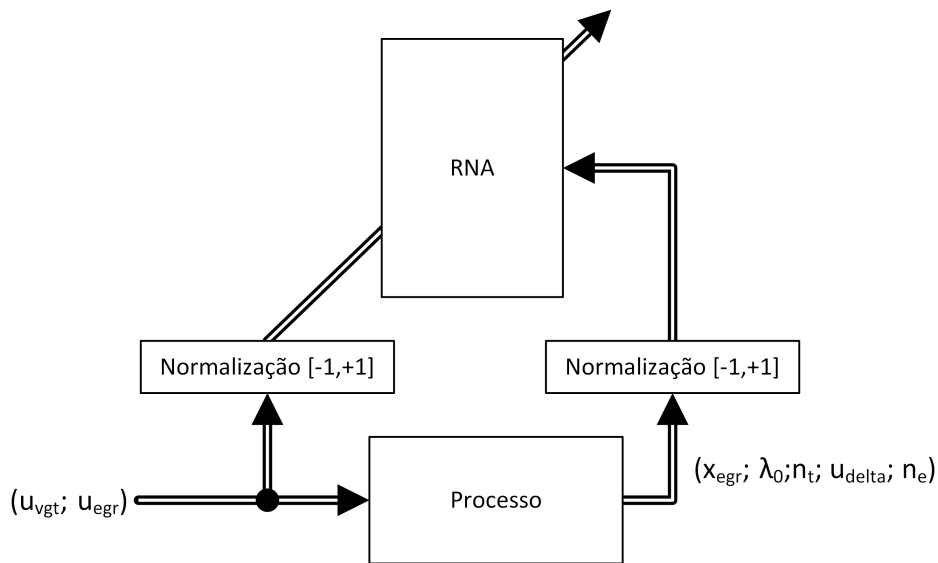 RNA
Normalização [-1,+1]
Normalização [-1,+1]
(x_egr; λ_0;n_t; u_delta; n_e)
(u_vgt; u_egr)
Processo